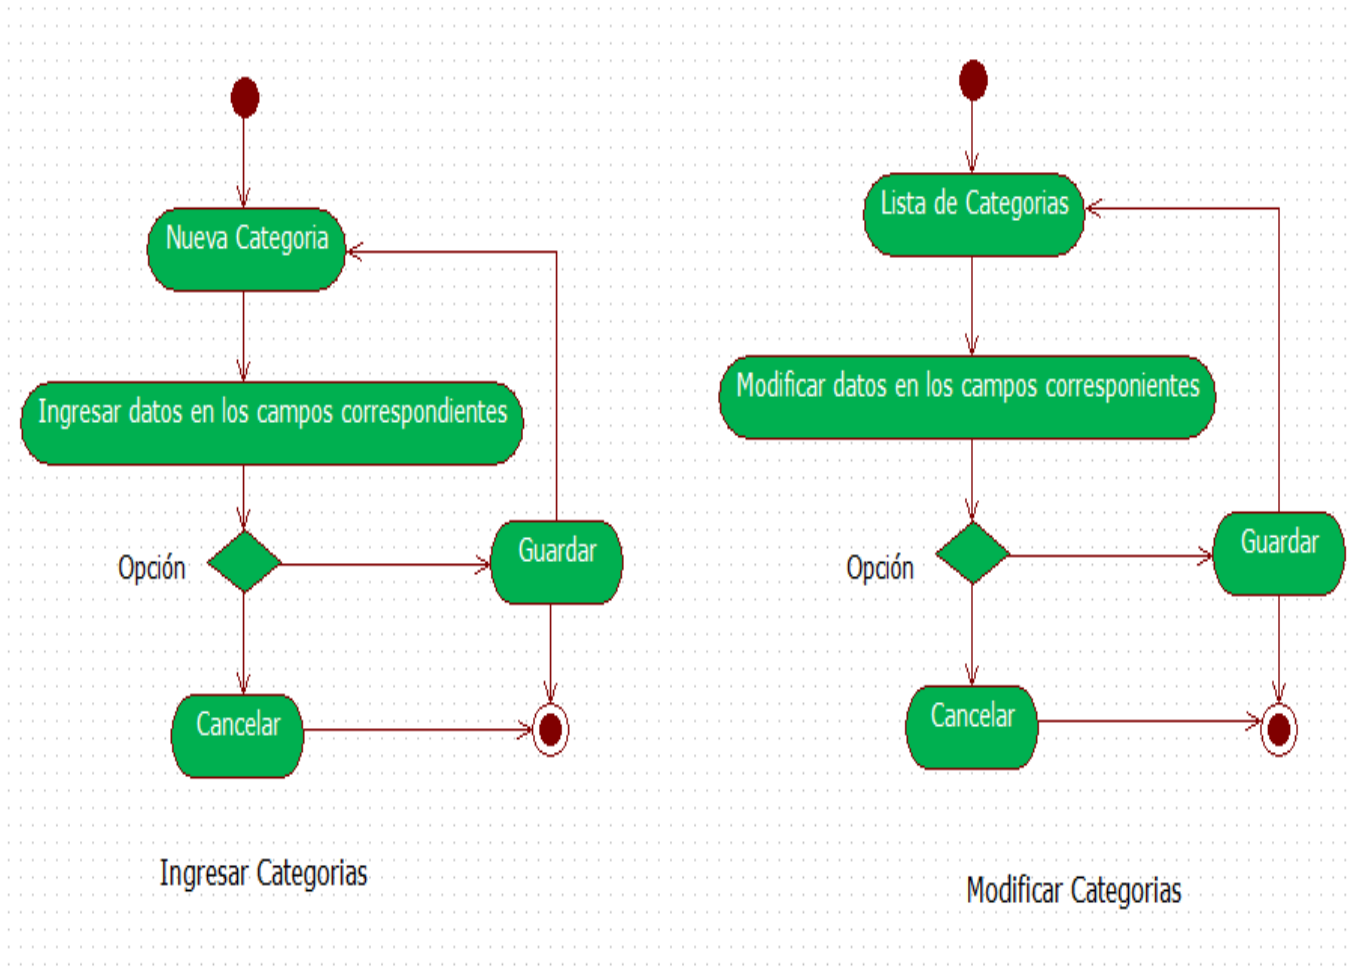 Nueva Categoria
Ingresar datos en los campos correspondientes
Opción
Guardar
Cancelar
Ingresar Categorias
Lista de Categorias
Modificar datos en los campos corresponientes
Opción
Guardar
Cancelar
Modificar Categorias